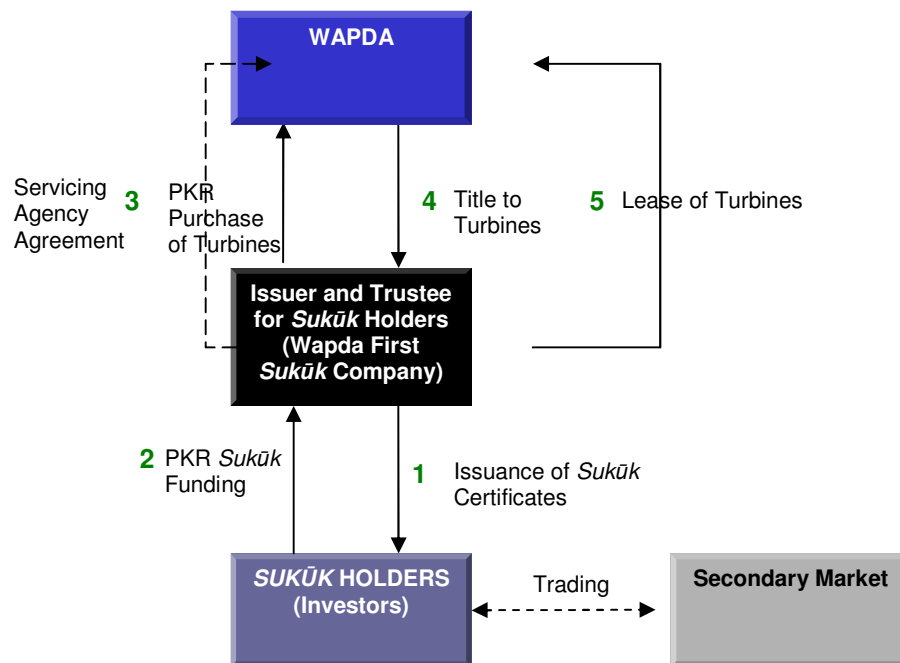 WAPDA
Servicing
Agency
Agreement
3
PKR
Purchase
of Turbines
4
Title to
Turbines
5
Lease of Turbines
Issuer and Trustee
for Sukūk Holders
(Wapda First
Sukūk Company)
2
PKR Sukūk
Funding
1
Issuance of Sukūk
Certificates
SUKŪK HOLDERS
(Investors)
Trading
Secondary Market